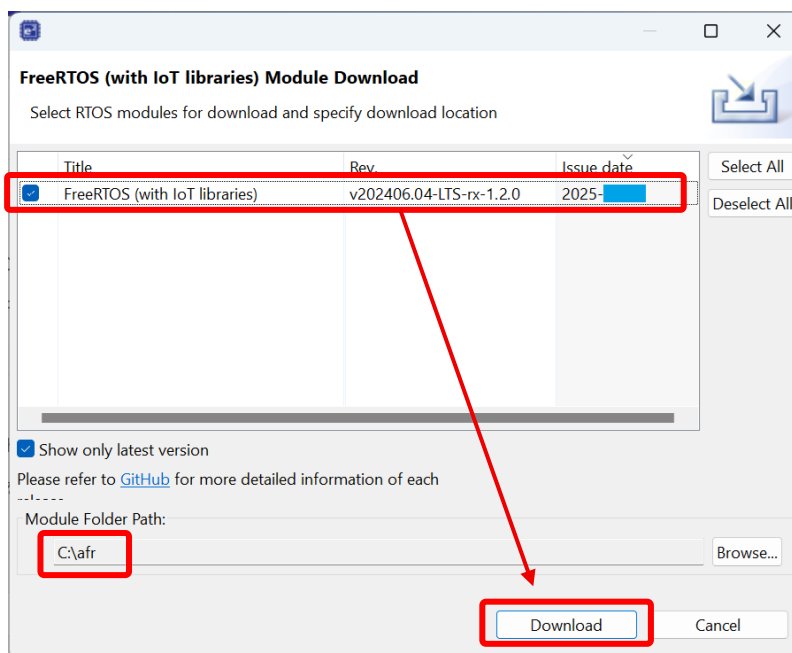 FreeRTOS (with IoT libraries) Module Download
Select RTOS modules for download and specify download location
Title Rev. Issue date
Select All
FreeRTOS (with IoT libraries) v202406.04-LTS-rx-1.2.0 2025-
Deselect All
Show only latest version
Please refer to GitHub for more detailed information of each
Module Folder Path:
C:\afr
Browse...
Download Cancel